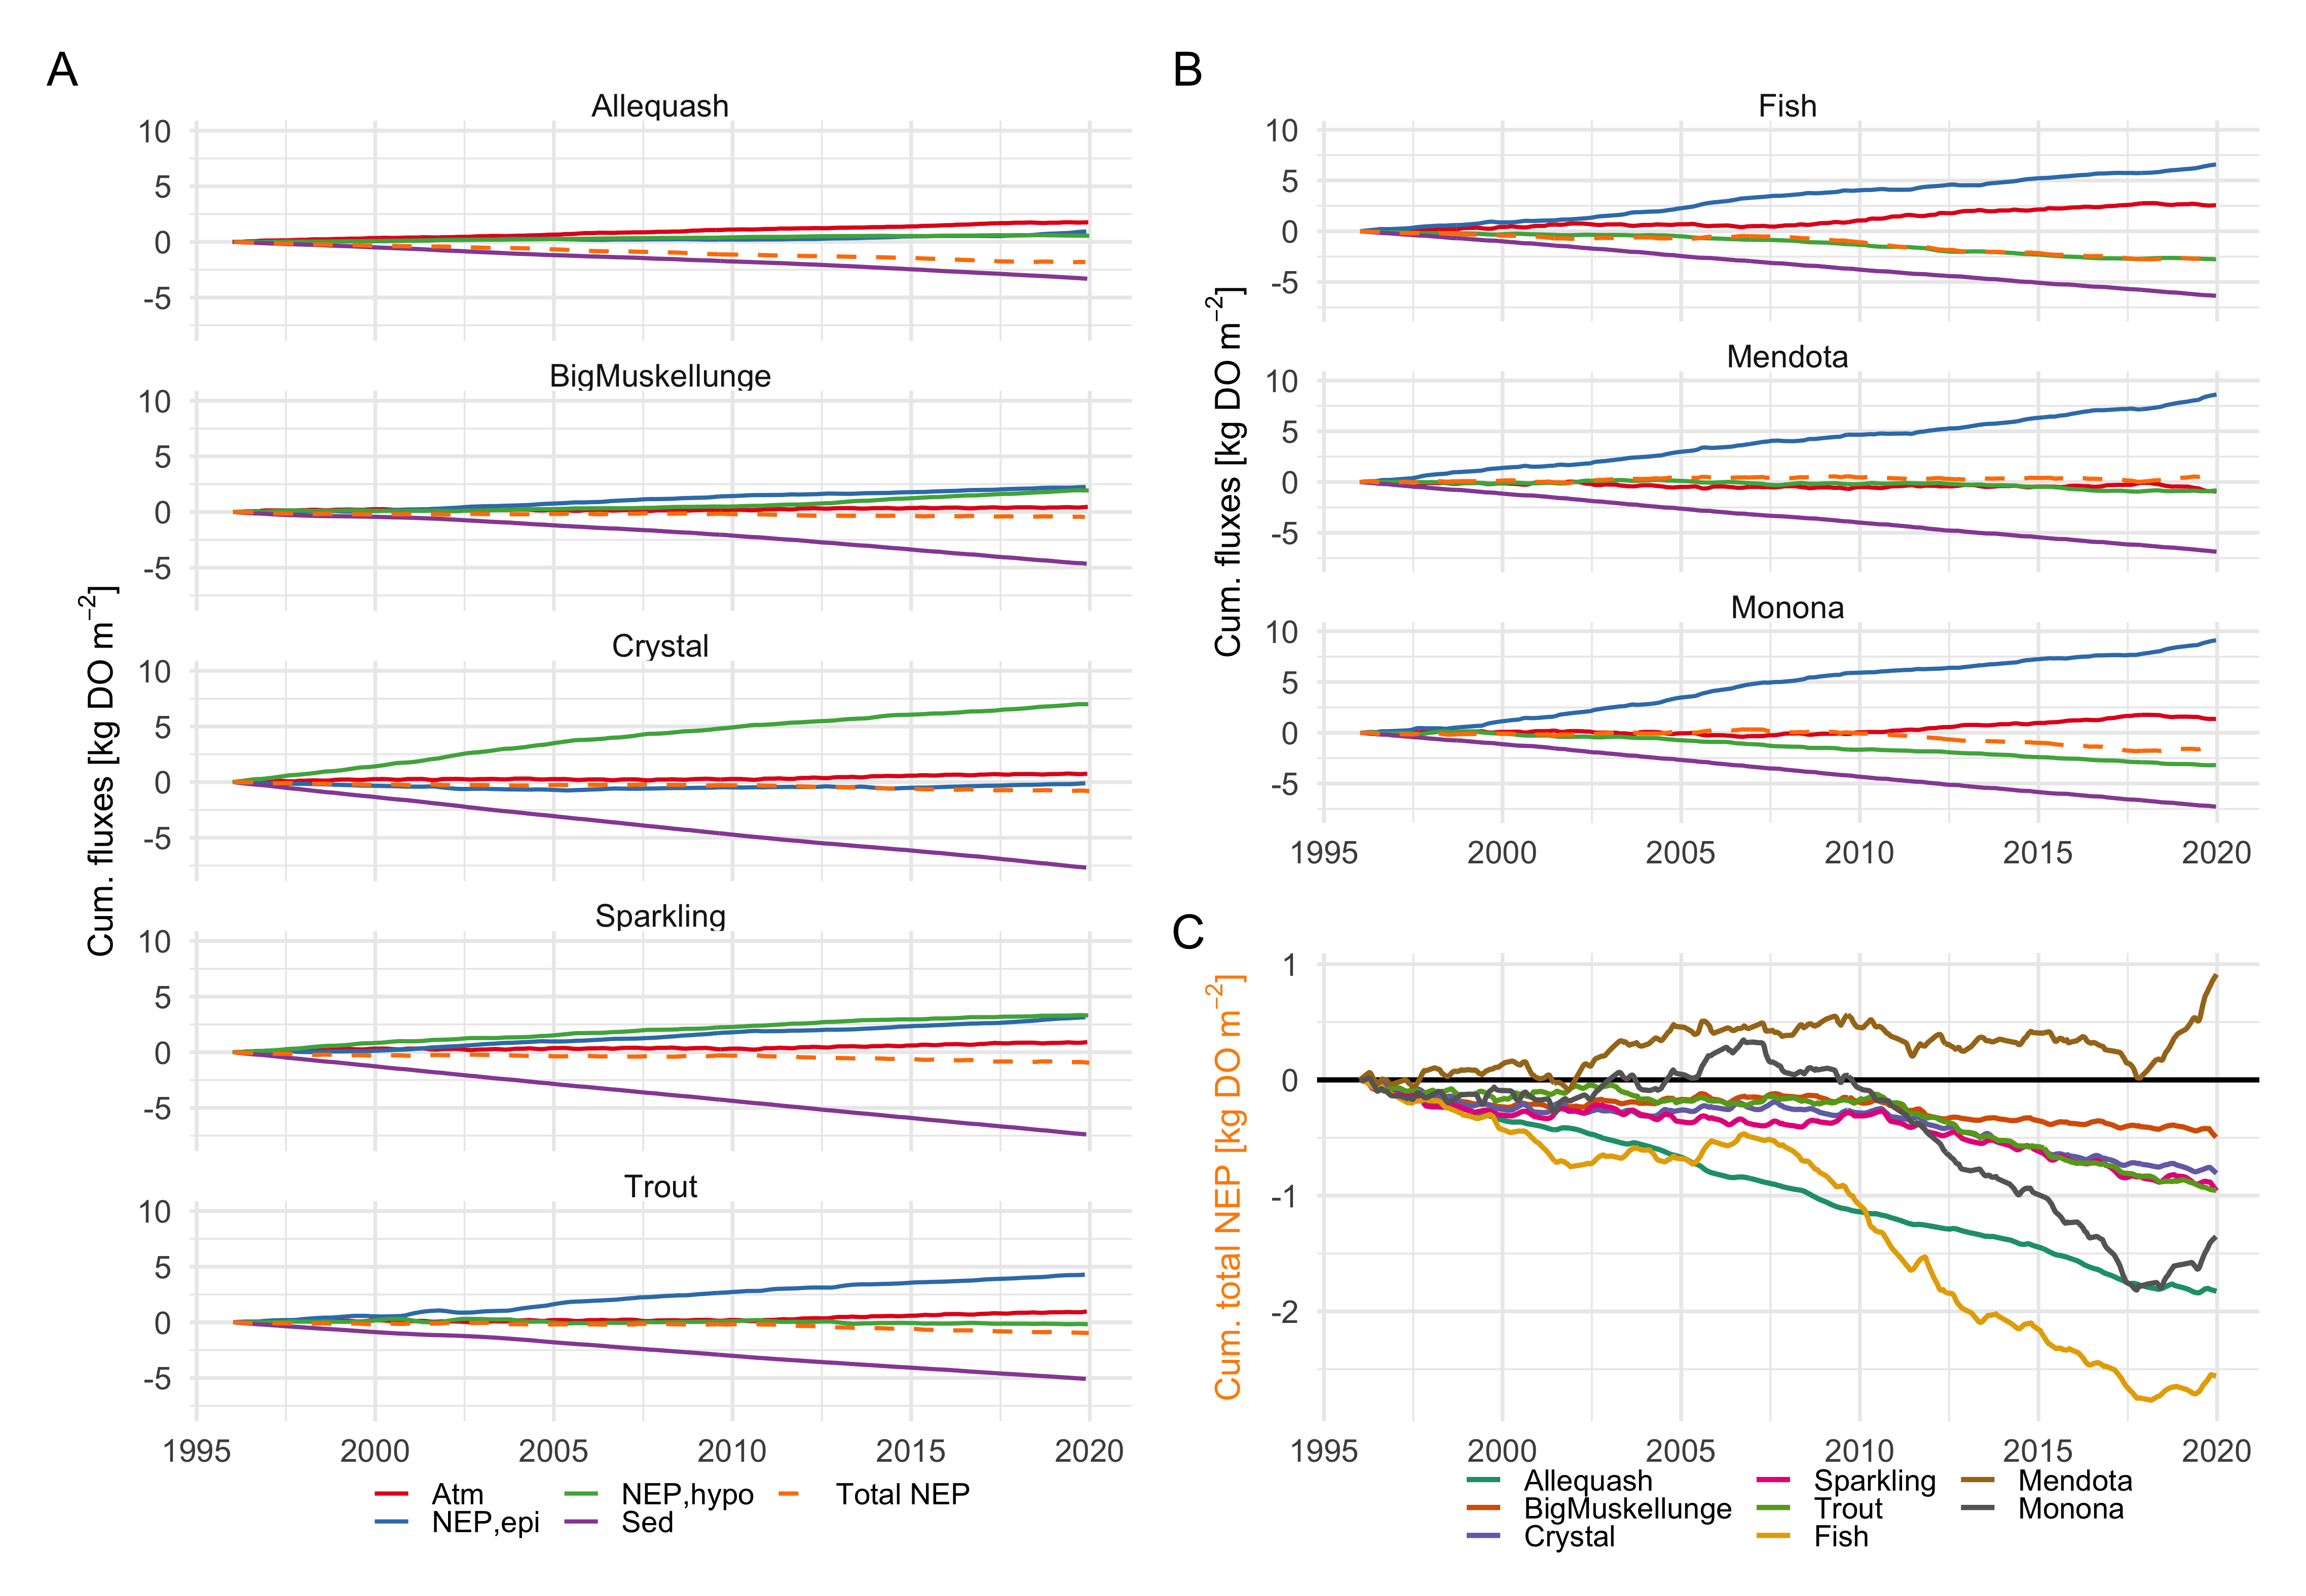 A
Cum. fluxes [kg DO m⁻²]
Allequash
10
5
0
-5
BigMuskellunge
10
5
0
-5
Crystal
10
5
0
-5
Sparkling
10
5
0
-5
Trout
10
5
0
-5
1995 2000 2005 2010 2015 2020
Atm NEP,hypo Total NEP
NEP,epi Sed
B
Cum. fluxes [kg DO m⁻²]
Fish
10
5
0
-5
Mendota
10
5
0
-5
Monona
10
5
0
-5
1995 2000 2005 2010 2015 2020
C
Cum. total NEP [kg DO m⁻²]
1
0
-1
-2
1995 2000 2005 2010 2015 2020
Allequash Sparkling Mendota
BigMuskellunge Trout Monona
Crystal Fish